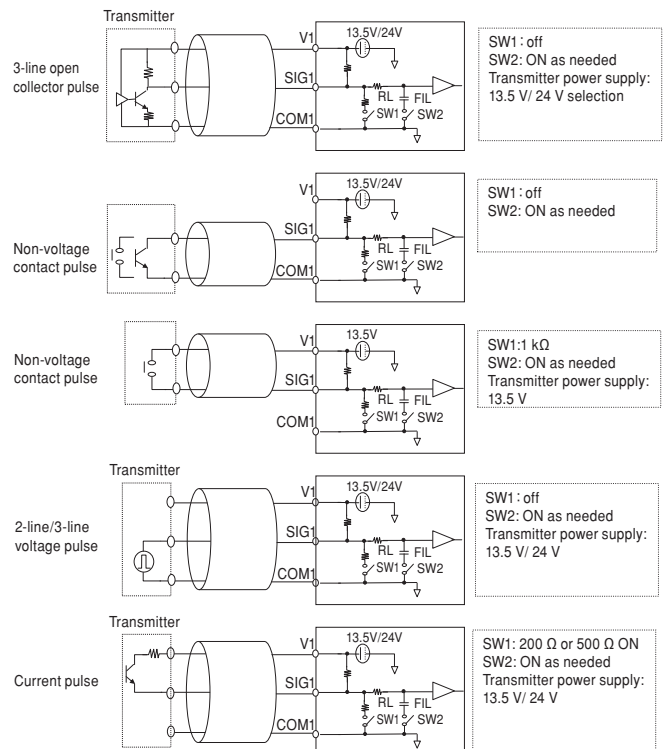 Transmitter
3-line open
collector pulse
V1
13.5V/24V
SIG1
RL
FIL
SW1
SW2
COM1
SW1: off
SW2: ON as needed
Transmitter power supply:
13.5 V/ 24 V selection
Non-voltage
contact pulse
V1
13.5V/24V
SIG1
RL
FIL
SW1
SW2
COM1
SW1: off
SW2: ON as needed
Non-voltage
contact pulse
V1
13.5V
SIG1
RL
FIL
SW1
SW2
COM1
SW1:1 kΩ
SW2: ON as needed
Transmitter power supply:
13.5 V
Transmitter
2-line/3-line
voltage pulse
V1
13.5V/24V
SIG1
RL
FIL
SW1
SW2
COM1
SW1: off
SW2: ON as needed
Transmitter power supply:
13.5 V/ 24 V
Transmitter
Current pulse
V1
13.5V/24V
SIG1
RL
FIL
SW1
SW2
COM1
SW1: 200 Ω or 500 Ω ON
SW2: ON as needed
Transmitter power supply:
13.5 V/ 24 V